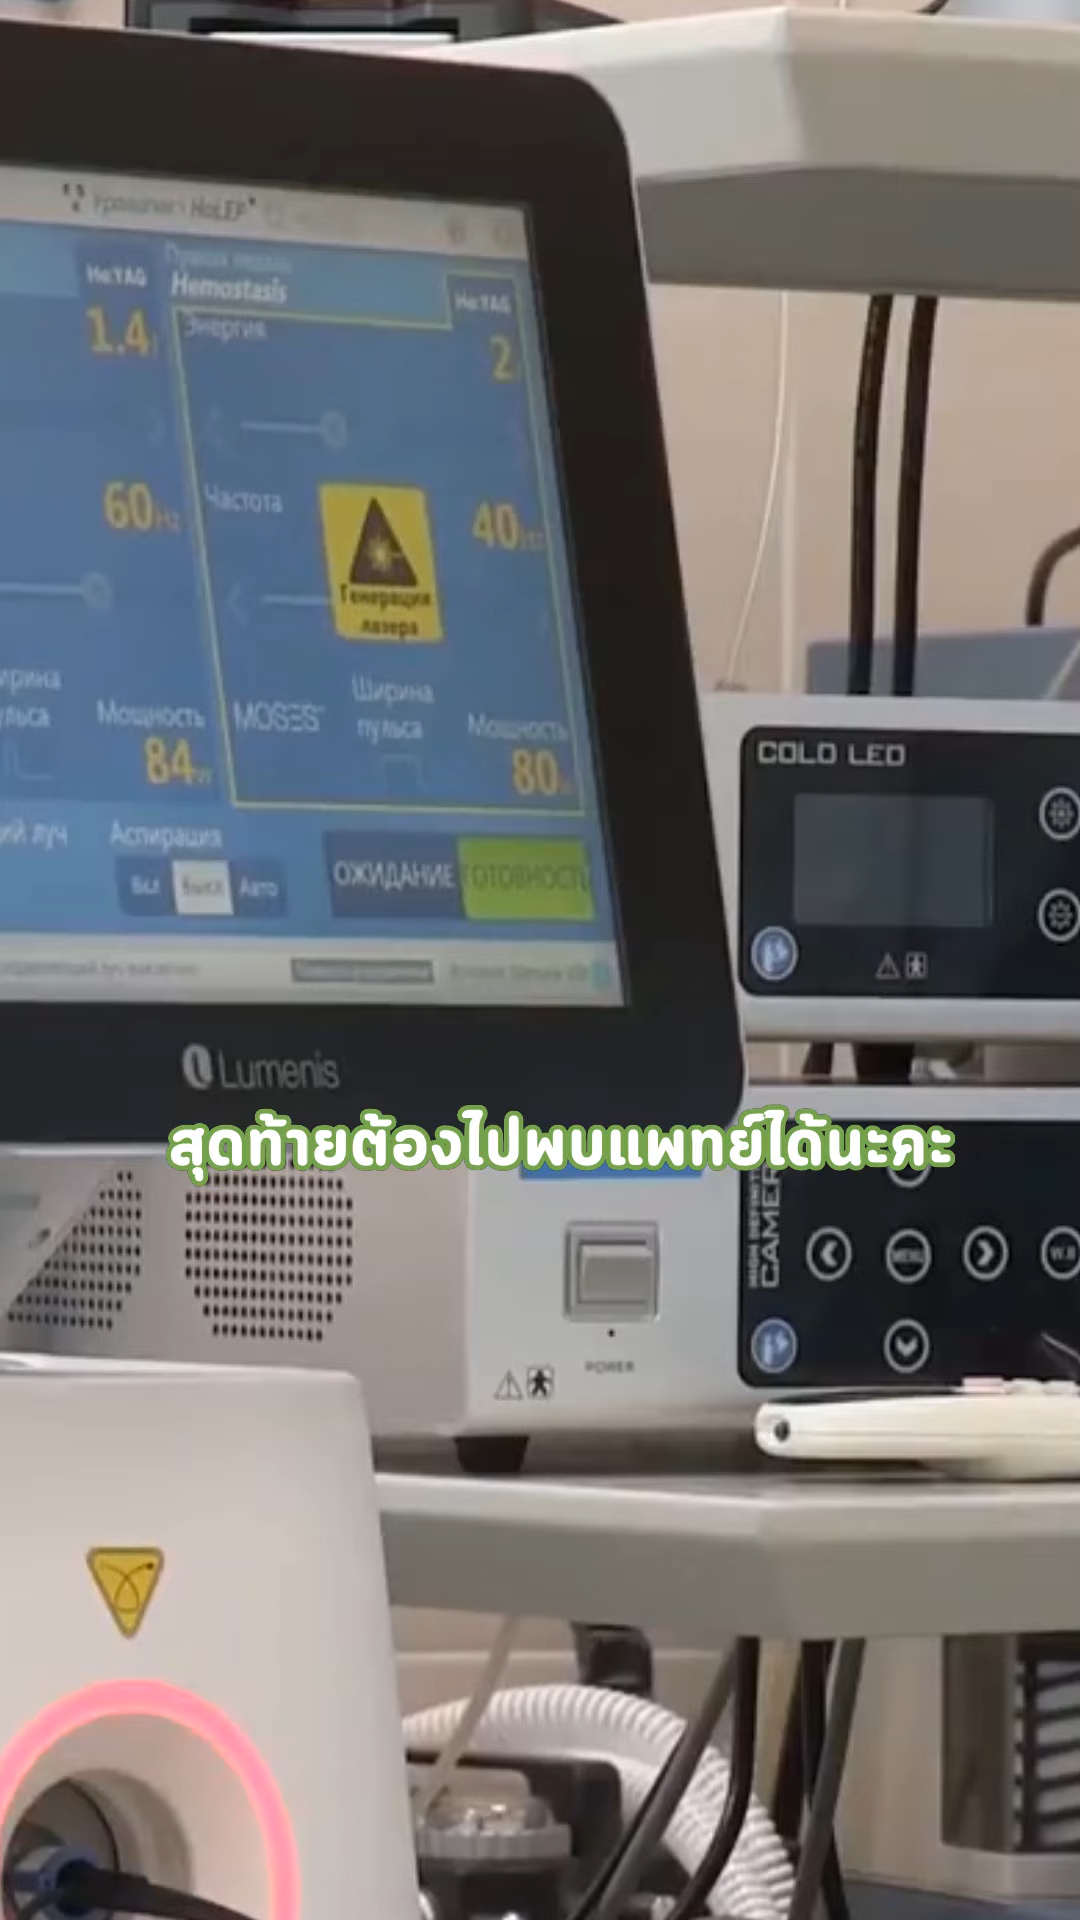 HoLEP
Ho:YAG
1.4
Hemostasis
Ho:YAG
Энергия
2
60Hz
Частота
40Hz
Генерация
лазера
Мощность
84W
MOSES
Ширина
пульса
Мощность
80W
луч
Аспирация
Вкл
Выкл
Авто
ОЖИДАНИЕ
ГОТОВНОСТЬ
Lumenis
COLD LED
สุดท้ายต้องไปพบแพทย์ได้นะคะ
MENU
W.B
POWER